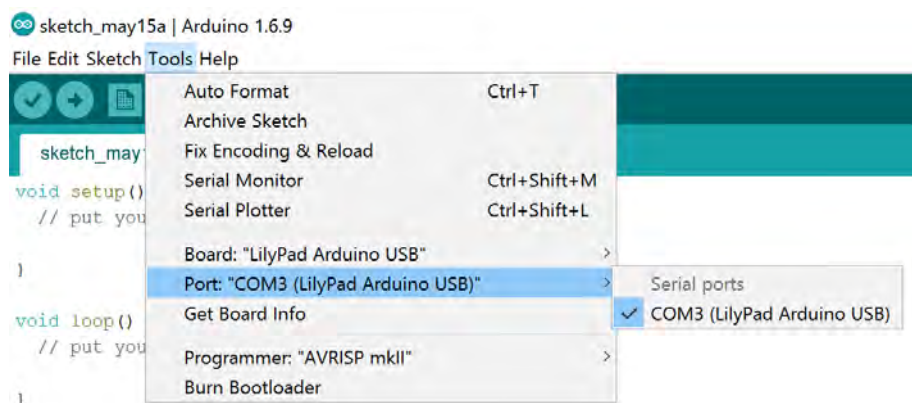 sketch_may15a | Arduino 1.6.9
File Edit Sketch Tools Help
Auto Format Ctrl+T
Archive Sketch
sketch_may
Fix Encoding & Reload
void setup()
Serial Monitor Ctrl+Shift+M
// put you
Serial Plotter Ctrl+Shift+L
Board: "LilyPad Arduino USB"
}
Port: "COM3 (LilyPad Arduino USB)"
Serial ports
void loop()
Get Board Info
COM3 (LilyPad Arduino USB)
// put you
Programmer: "AVRISP mkII"
Burn Bootloader
}